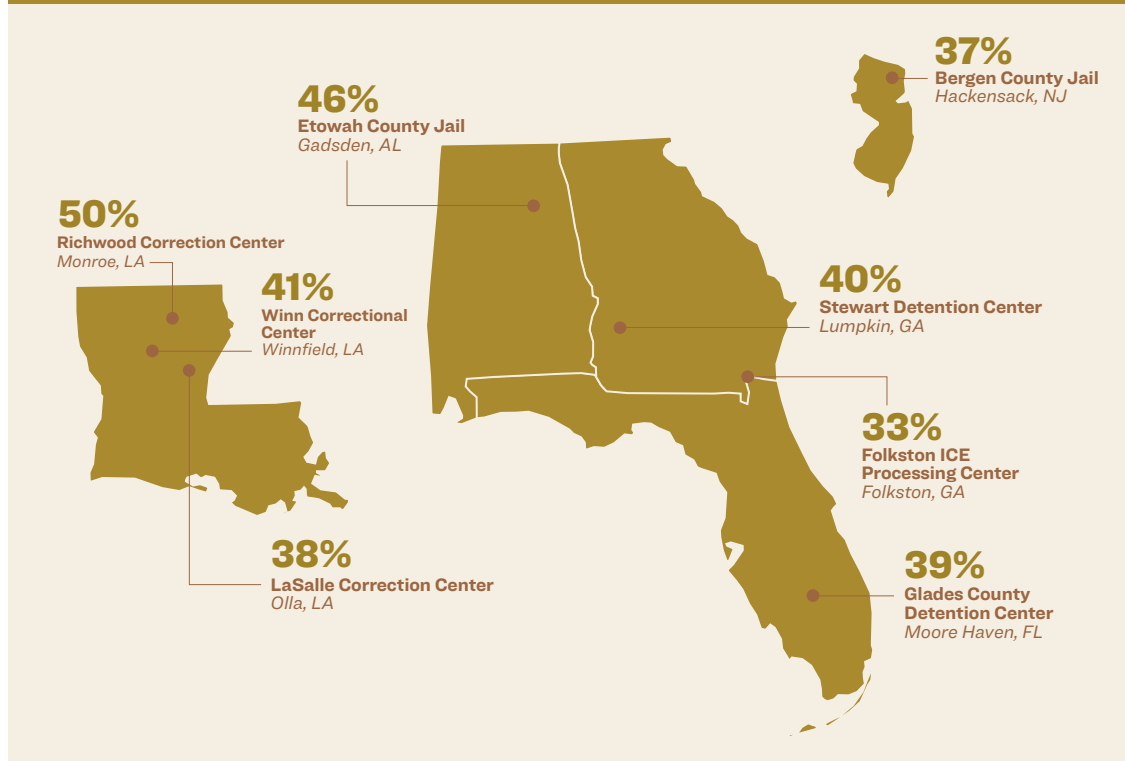 37%
Bergen County Jail
Hackensack, NJ
46%
Etowah County Jail
Gadsden, AL
50%
Richwood Correction Center
Monroe, LA
41%
Winn Correctional
Center
Winnfield, LA
40%
Stewart Detention Center
Lumpkin, GA
33%
Folkston ICE
Processing Center
Folkston, GA
38%
LaSalle Correction Center
Olla, LA
39%
Glades County
Detention Center
Moore Haven, FL